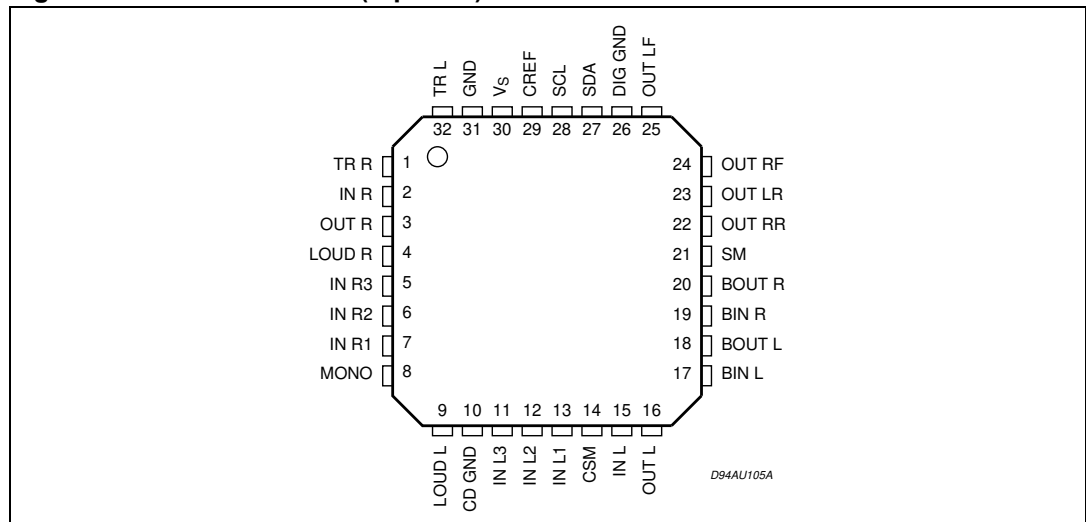 TR L
GND
VS
CREF
SCL
SDA
DIG GND
OUT LF
32 31 30 29 28 27 26 25
TR R 1
IN R 2
OUT R 3
LOUD R 4
IN R3 5
IN R2 6
IN R1 7
MONO 8
24 OUT RF
23 OUT LR
22 OUT RR
21 SM
20 BOUT R
19 BIN R
18 BOUT L
17 BIN L
9 10 11 12 13 14 15 16
LOUD L
CD GND
IN L3
IN L2
IN L1
CSM
IN L
OUT L
D94AU105A